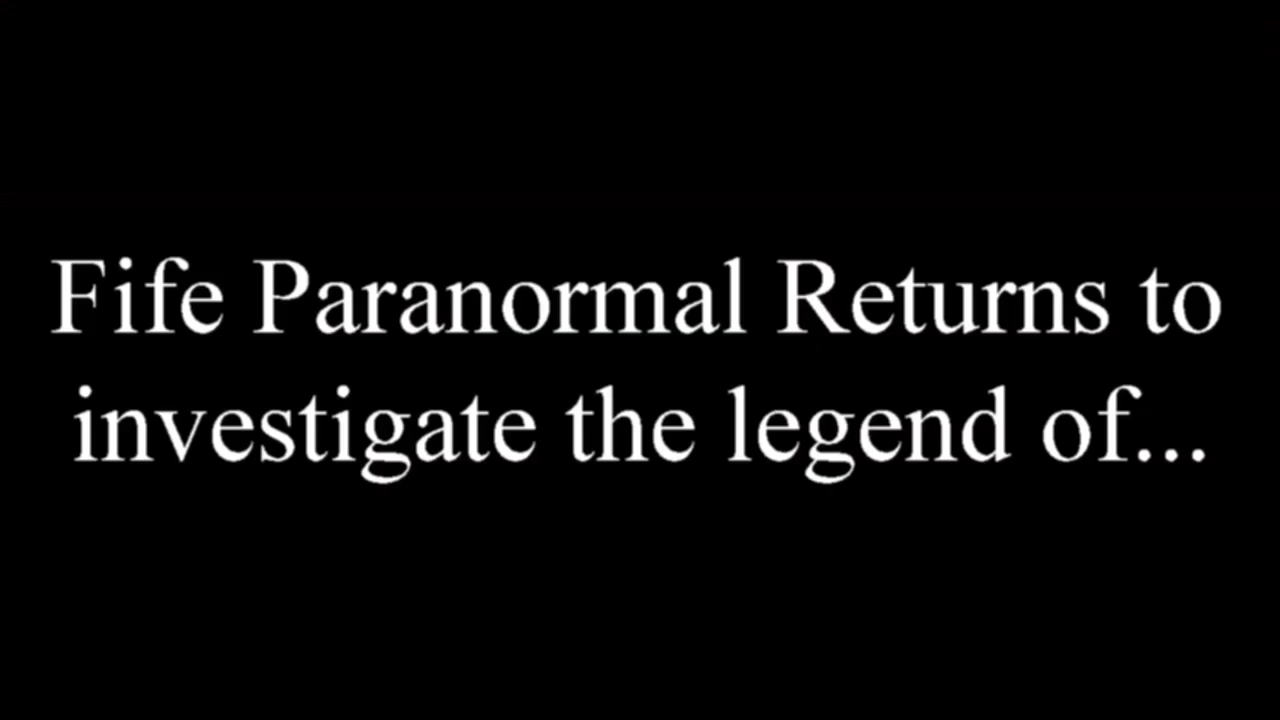 Fife Paranormal Returns to
investigate the legend of...